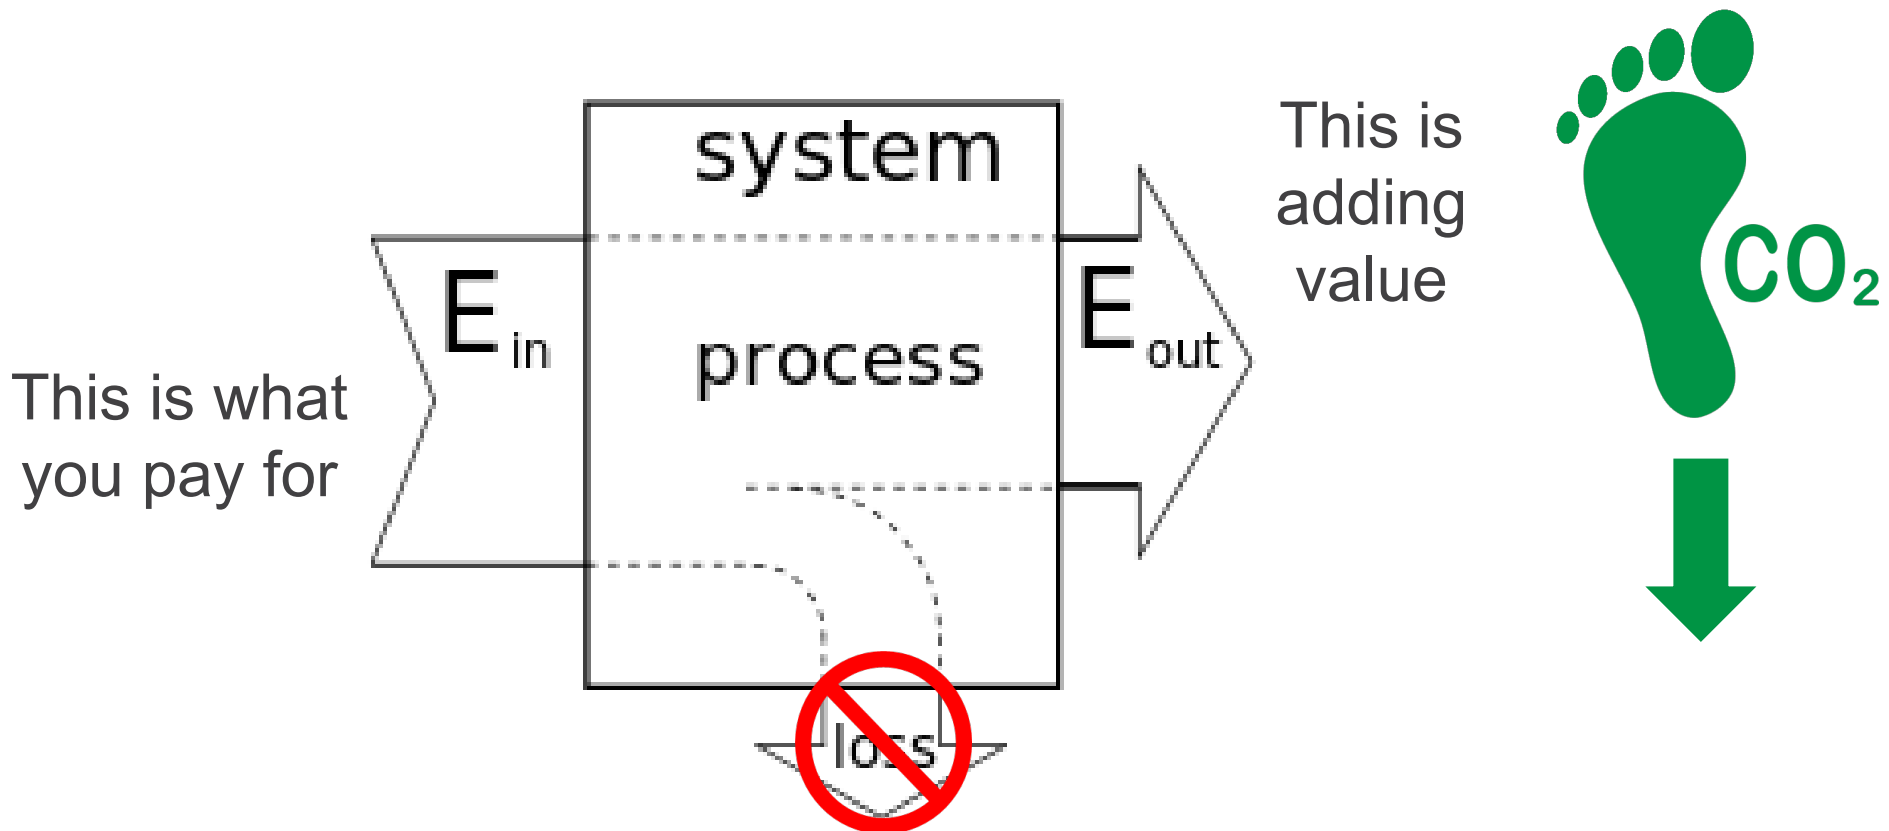 This is what
you pay for
system
E in
process
E out
loss
This is
adding
value
CO₂